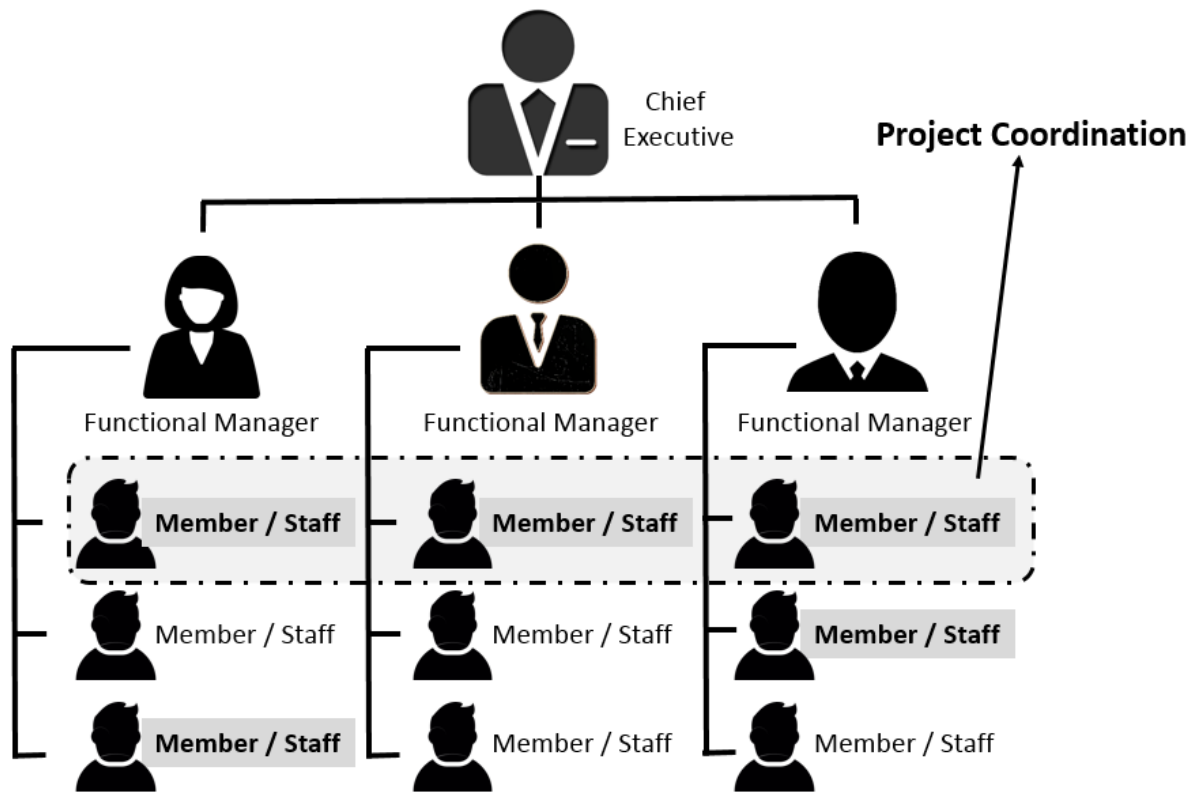 Chief
Executive
Project Coordination
Functional Manager
Functional Manager
Functional Manager
Member / Staff
Member / Staff
Member / Staff
Member / Staff
Member / Staff
Member / Staff
Member / Staff
Member / Staff
Member / Staff